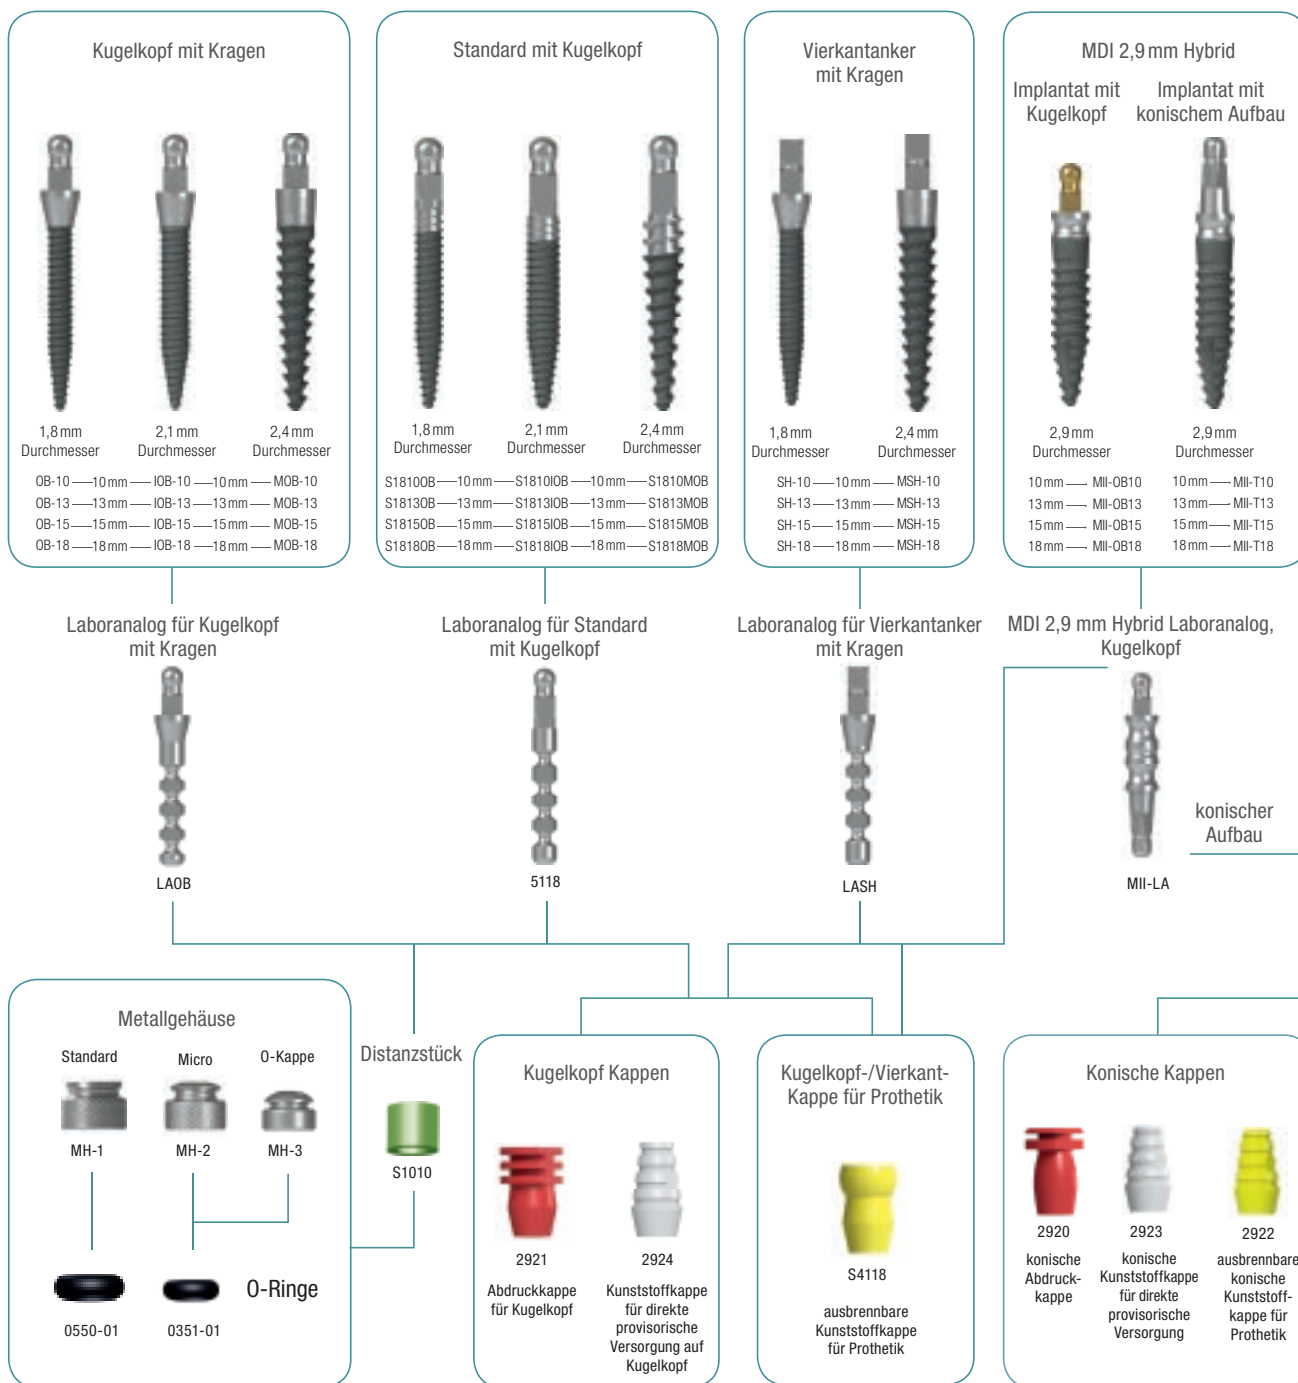 Kugelkopf mit Kragen
1,8 mm
Durchmesser
2,1 mm
Durchmesser
2,4 mm
Durchmesser
OB-10 10 mm IOB-10 10 mm MOB-10
OB-13 13 mm IOB-13 13 mm MOB-13
OB-15 15 mm IOB-15 15 mm MOB-15
OB-18 18 mm IOB-18 18 mm MOB-18
Standard mit Kugelkopf
1,8 mm
Durchmesser
2,1 mm
Durchmesser
2,4 mm
Durchmesser
S1810OB 10 mm S1810IOB 10 mm S1810MOB
S1813OB 13 mm S1813IOB 13 mm S1813MOB
S1815OB 15 mm S1815IOB 15 mm S1815MOB
S1818OB 18 mm S1818IOB 18 mm S1818MOB
Vierkantanker
mit Kragen
1,8 mm
Durchmesser
2,4 mm
Durchmesser
SH-10 10 mm MSH-10
SH-13 13 mm MSH-13
SH-15 15 mm MSH-15
SH-18 18 mm MSH-18
MDI 2,9 mm Hybrid
Implantat mit
Kugelkopf
Implantat mit
konischem Aufbau
2,9 mm
Durchmesser
2,9 mm
Durchmesser
10 mm MII-OB10 10 mm MII-T10
13 mm MII-OB13 13 mm MII-T13
15 mm MII-OB15 15 mm MII-T15
18 mm MII-OB18 18 mm MII-T18
Laboranalog für Kugelkopf
mit Kragen
LAOB
Laboranalog für Standard
mit Kugelkopf
5118
Laboranalog für Vierkantanker
mit Kragen
LASH
MDI 2,9 mm Hybrid Laboranalog,
Kugelkopf
MII-LA
konischer
Aufbau
Metallgehäuse
Standard
MH-1
Micro
MH-2
O-Kappe
MH-3
0550-01
0351-01
O-Ringe
Distanzstück
S1010
Kugelkopf Kappen
2921
Abdruckkappe
für Kugelkopf
2924
Kunststoffkappe
für direkte
provisorische
Versorgung auf
Kugelkopf
Kugelkopf-/Vierkant-
Kappe für Prothetik
S4118
ausbrennbare
Kunststoffkappe
für Prothetik
Konische Kappen
2920
konische
Abdruck-
kappe
2923
konische
Kunststoffkappe
für direkte
provisorische
Versorgung
2922
ausbrennbare
konische
Kunststoff-
kappe für
Prothetik